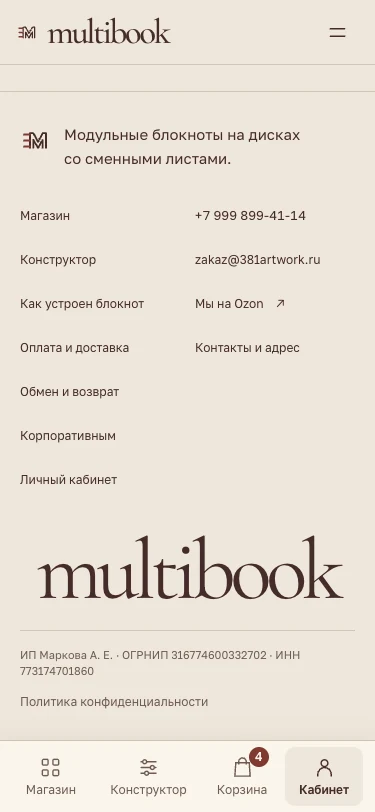 multibook
Модульные блокноты на дисках
со сменными листами.
Магазин
+7 999 899-41-14
Конструктор
zakaz@381artwork.ru
Как устроен блокнот
Мы на Ozon ↗
Оплата и доставка
Контакты и адрес
Обмен и возврат
Корпоративным
Личный кабинет
multibook
ИП Маркова А. Е. · ОГРНИП 316774600332702 · ИНН
773174701860
Политика конфиденциальности
4
Магазин
Конструктор
Корзина
Кабинет